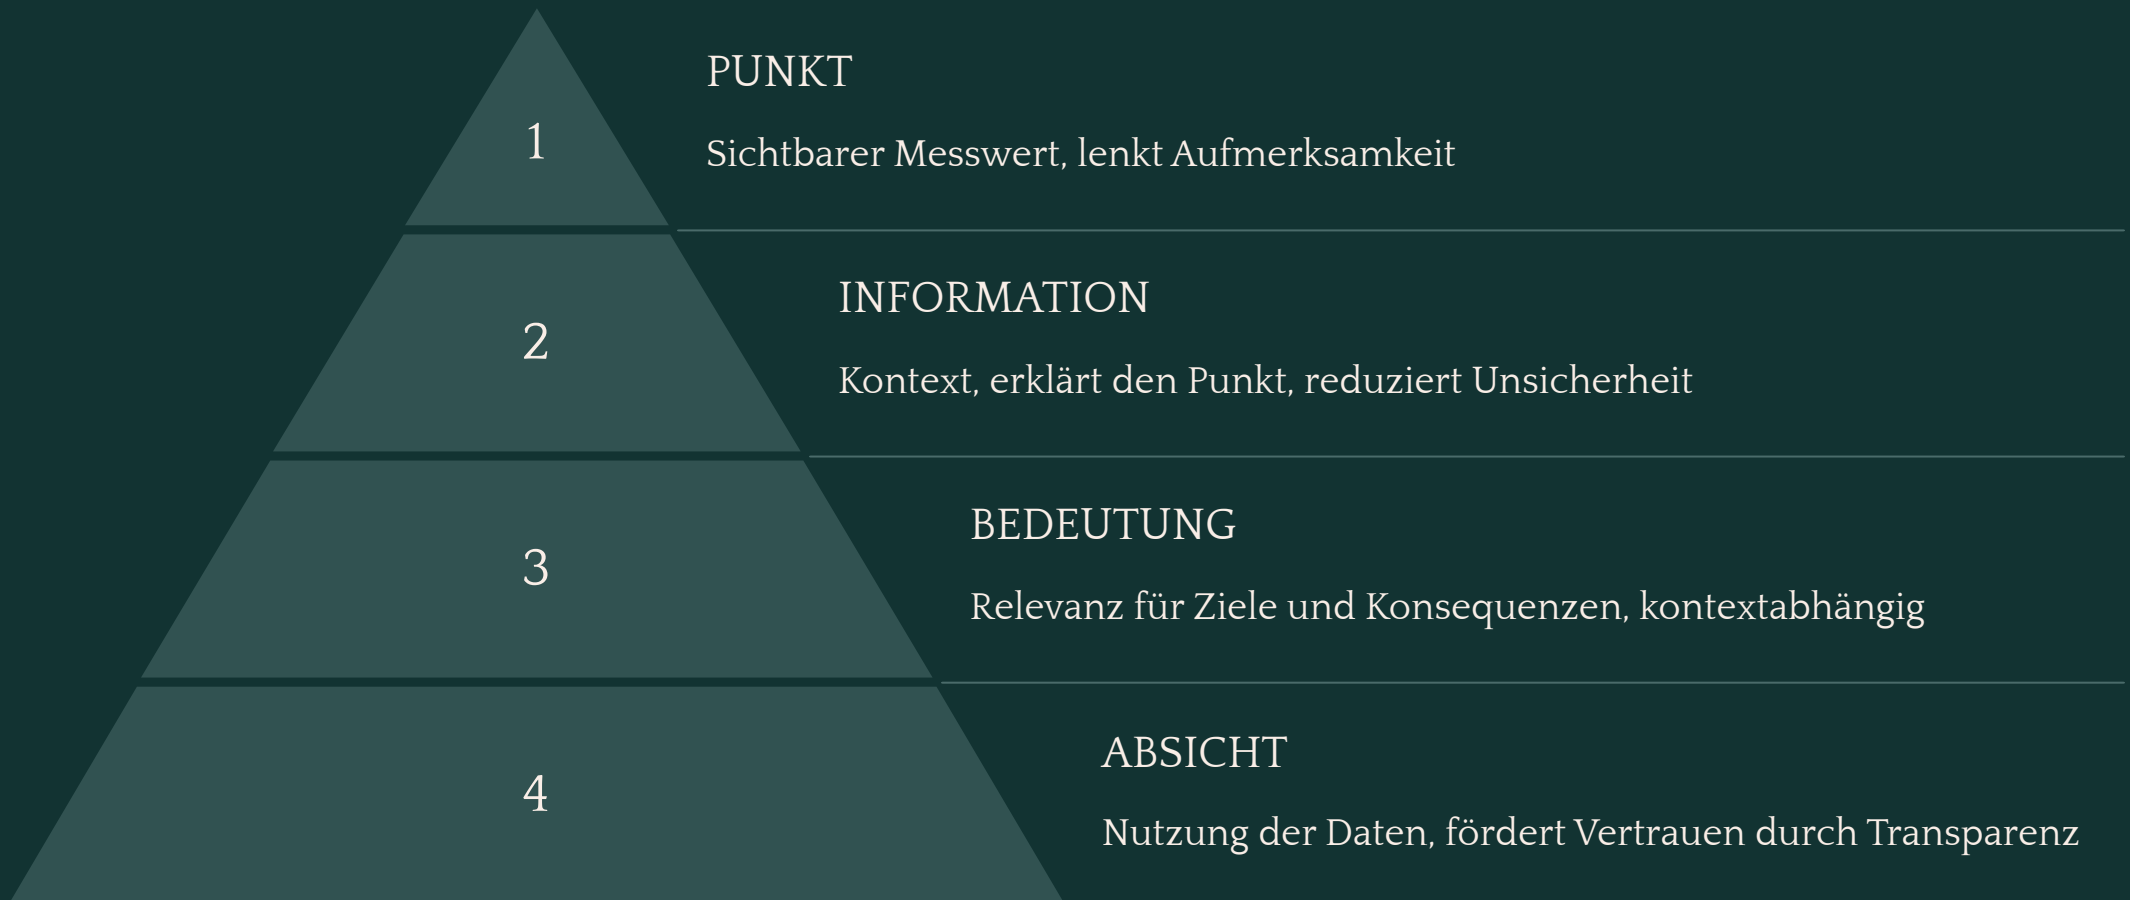 1
PUNKT
Sichtbarer Messwert, lenkt Aufmerksamkeit
2
INFORMATION
Kontext, erklärt den Punkt, reduziert Unsicherheit
3
BEDEUTUNG
Relevanz für Ziele und Konsequenzen, kontextabhängig
4
ABSICHT
Nutzung der Daten, fördert Vertrauen durch Transparenz